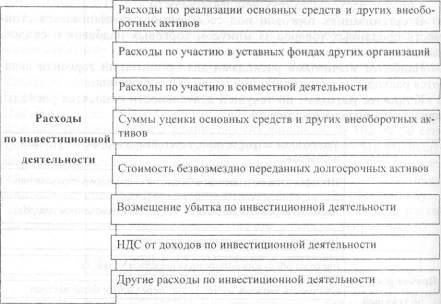 Расходы
по инвестиционной
деятельности
Расходы по реализации основных средств и других внебо-
ротных активов
Расходы по участию в уставных фондах других организаций
Расходы по участию в совместной деятельности
Суммы уценки основных средств и других внеоборотных ак-
тивов
Стоимость безвозмездно переданных долгосрочных активов
Возмещение убытка по инвестиционной деятельности
НДС от доходов по инвестиционной деятельности
Другие расходы по инвестиционной деятельности